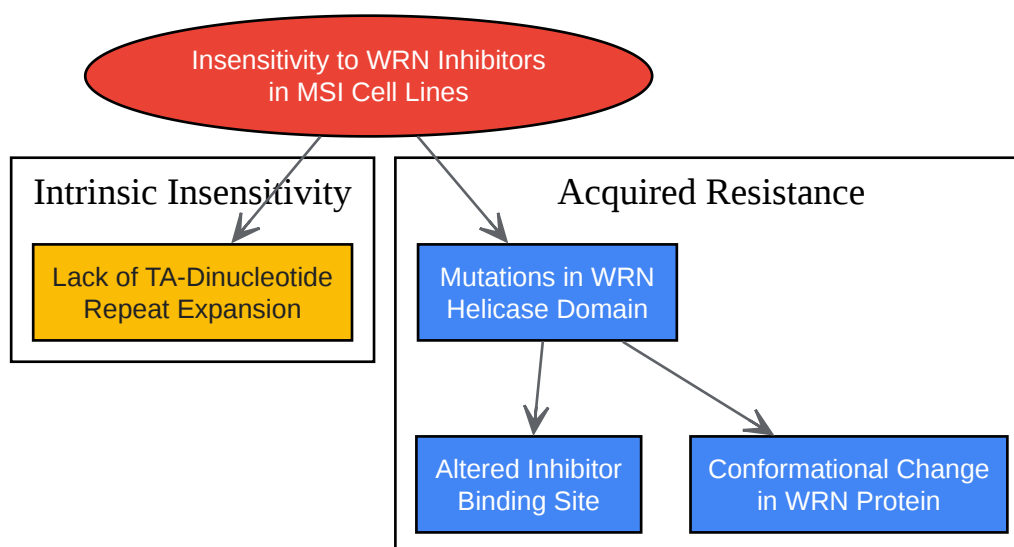 Insensitivity to WRN Inhibitors
in MSI Cell Lines
Intrinsic Insensitivity
Lack of TA-Dinucleotide
Repeat Expansion
Acquired Resistance
Mutations in WRN
Helicase Domain
Altered Inhibitor
Binding Site
Conformational Change
in WRN Protein